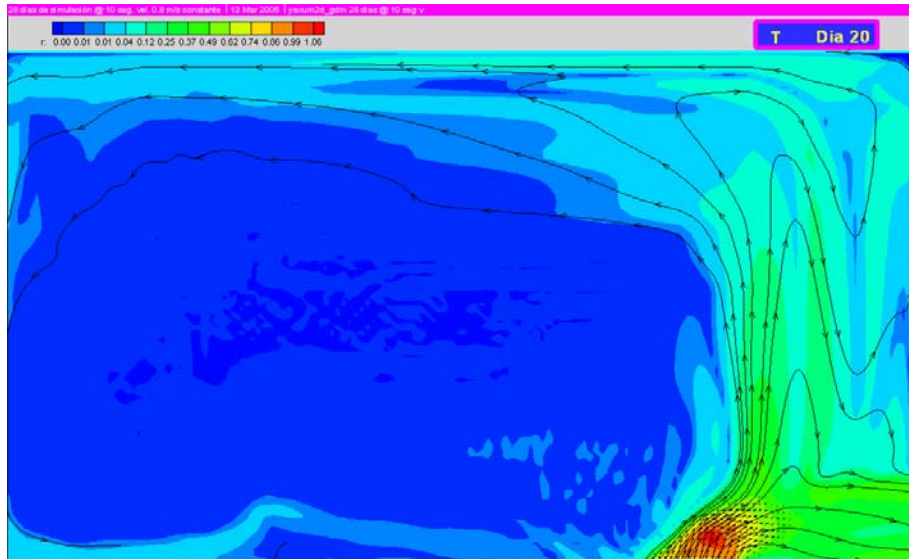 28 dias de simulación @ 10 seg. vel. 0.8 m/s constante | 13 Mar 2006 | yaxum2d_gdm 28 dias @ 10 seg v
r: 0.00 0.01 0.01 0.04 0.12 0.25 0.37 0.49 0.62 0.74 0.86 0.99 1.06
T Dia 20